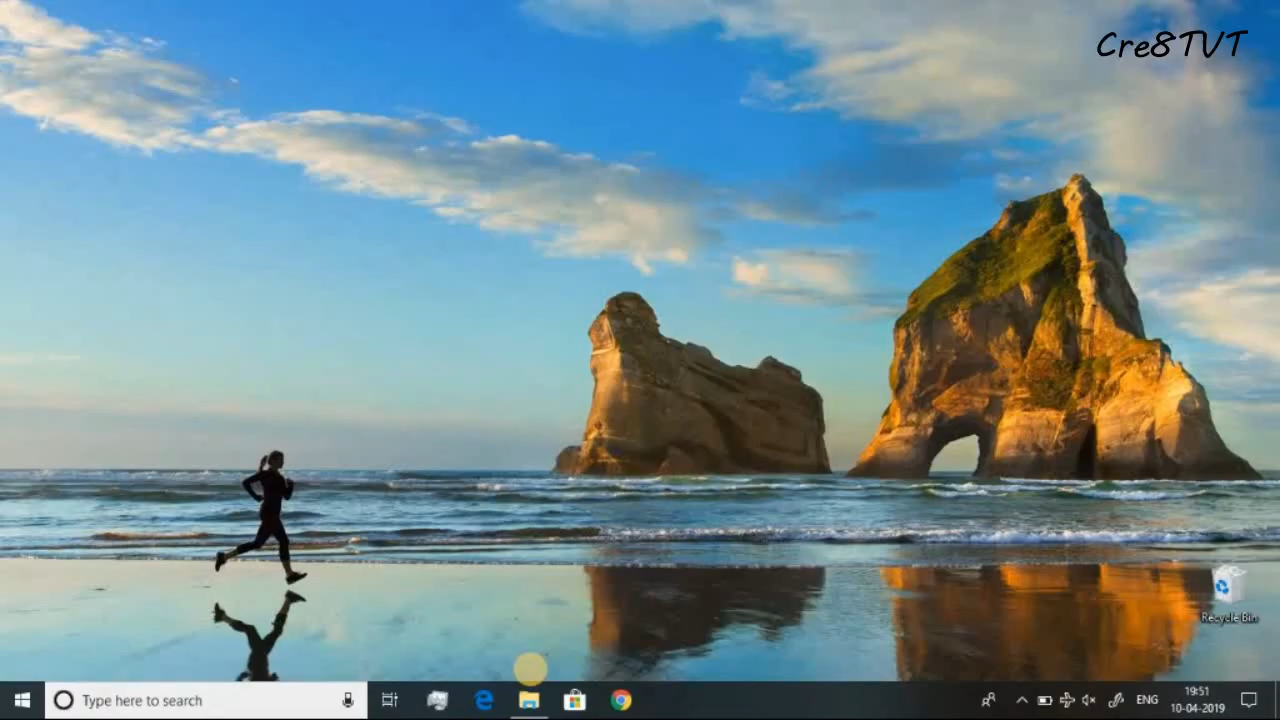 Cre8TVT
Recycle Bin
Type here to search
ENG
19:51
10-04-2019